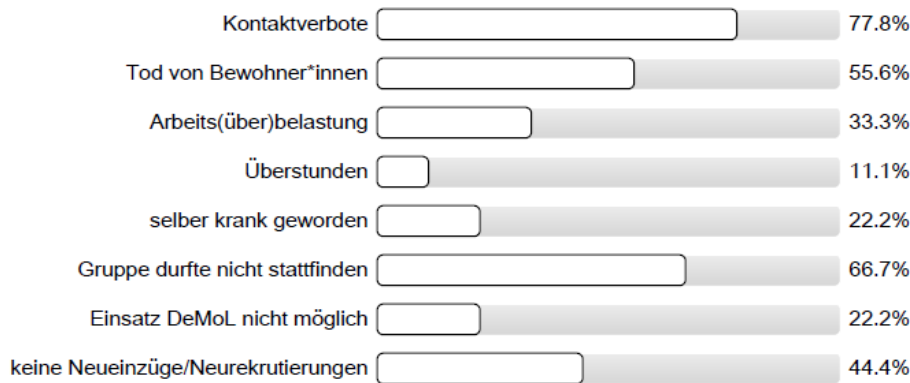 Kontaktverbote 77.8%
Tod von Bewohner*innen 55.6%
Arbeits(über)belastung 33.3%
Überstunden 11.1%
selber krank geworden 22.2%
Gruppe durfte nicht stattfinden 66.7%
Einsatz DeMoL nicht möglich 22.2%
keine Neueinzüge/Neurekrutierungen 44.4%